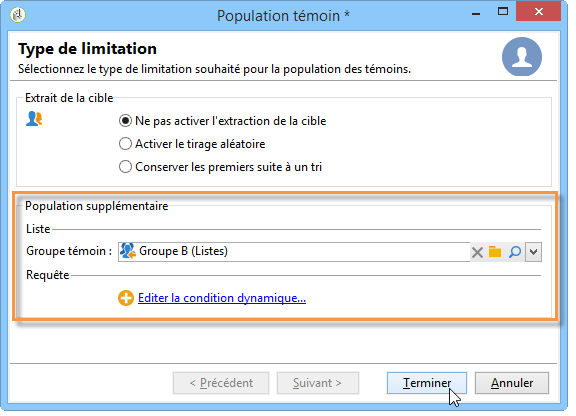 Population témoin *
Type de limitation
Sélectionnez le type de limitation souhaité pour la population des témoins.
Extrait de la cible
Ne pas activer l'extraction de la cible
Activer le tirage aléatoire
Conserver les premiers suite à un tri
Population supplémentaire
Liste
Groupe témoin : Groupe B (Listes)
Requête
Editer la condition dynamique...
< Précédent Suivant > Terminer Annuler